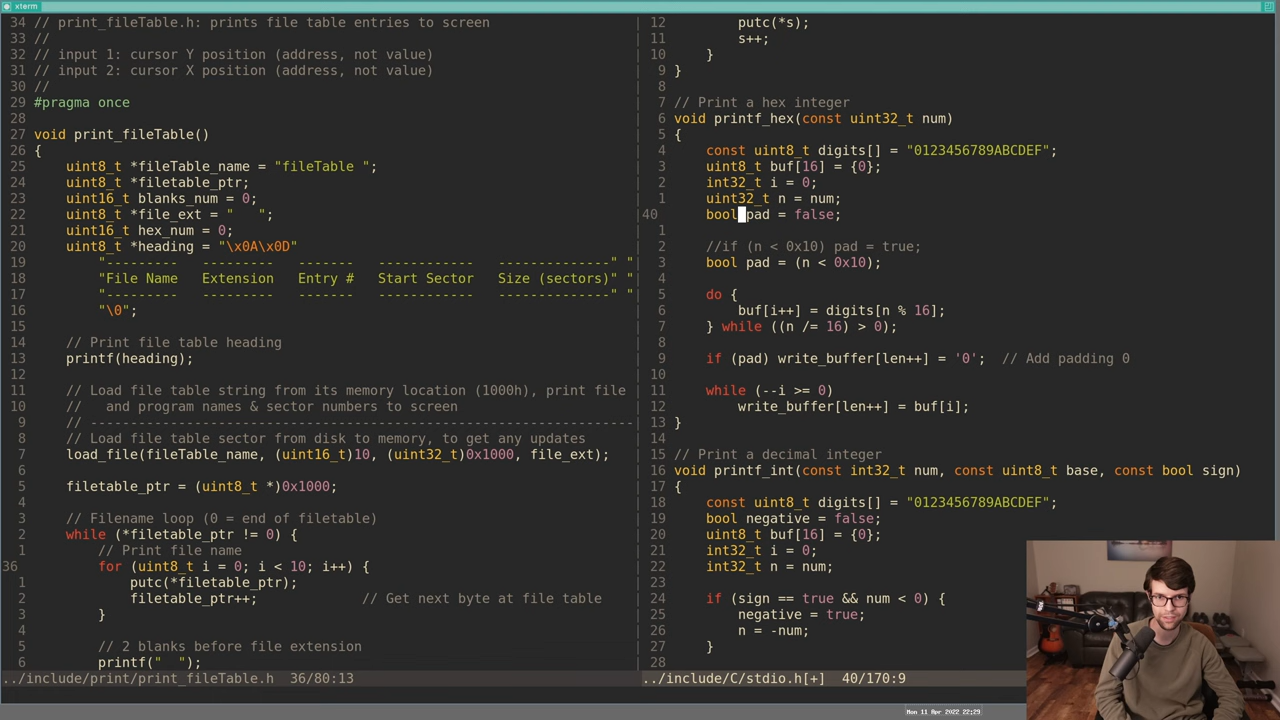 xterm
34 // print_fileTable.h: prints file table entries to screen
33 //
32 // input 1: cursor Y position (address, not value)
31 // input 2: cursor X position (address, not value)
30 //
29 #pragma once
28
27 void print_fileTable()
26 {
25     uint8_t *fileTable_name = "fileTable ";
24     uint8_t *filetable_ptr;
23     uint16_t blanks_num = 0;
22     uint8_t *file_ext = "   ";
21     uint16_t hex_num = 0;
20     uint8_t *heading = "\x0A\x0D"
19         "---------   ---------   -------   ------------   --------------" "
18         "File Name   Extension   Entry #   Start Sector   Size (sectors)" "
17         "---------   ---------   -------   ------------   --------------" "
16         "\0";
15
14     // Print file table heading
13     printf(heading);
12
11     // Load file table string from its memory location (1000h), print file
10     //   and program names & sector numbers to screen
9     // ---------------------------------------------------------------------
8     // Load file table sector from disk to memory, to get any updates
7     load_file(fileTable_name, (uint16_t)10, (uint32_t)0x1000, file_ext);
6
5     filetable_ptr = (uint8_t *)0x1000;
4
3     // Filename loop (0 = end of filetable)
2     while (*filetable_ptr != 0) {
1         // Print file name
36         for (uint8_t i = 0; i < 10; i++) {
1             putc(*filetable_ptr);
2             filetable_ptr++;             // Get next byte at file table
3         }
4
5         // 2 blanks before file extension
6         printf("  ");
../include/print/print_fileTable.h  36/80:13
12         putc(*s);
11         s++;
10     }
9 }
8
7 // Print a hex integer
6 void printf_hex(const uint32_t num)
5 {
4     const uint8_t digits[] = "0123456789ABCDEF";
3     uint8_t buf[16] = {0};
2     int32_t i = 0;
1     uint32_t n = num;
40     bool pad = false;
1
2     //if (n < 0x10) pad = true;
3     bool pad = (n < 0x10);
4
5     do {
6         buf[i++] = digits[n % 16];
7     } while ((n /= 16) > 0);
8
9     if (pad) write_buffer[len++] = '0';  // Add padding 0
10
11     while (--i >= 0)
12         write_buffer[len++] = buf[i];
13 }
14
15 // Print a decimal integer
16 void printf_int(const int32_t num, const uint8_t base, const bool sign)
17 {
18     const uint8_t digits[] = "0123456789ABCDEF";
19     bool negative = false;
20     uint8_t buf[16] = {0};
21     int32_t i = 0;
22     int32_t n = num;
23
24     if (sign == true && num < 0) {
25         negative = true;
26         n = -num;
27     }
28
../include/C/stdio.h[+]  40/170:9
Mon 11 Apr 2022 22:29